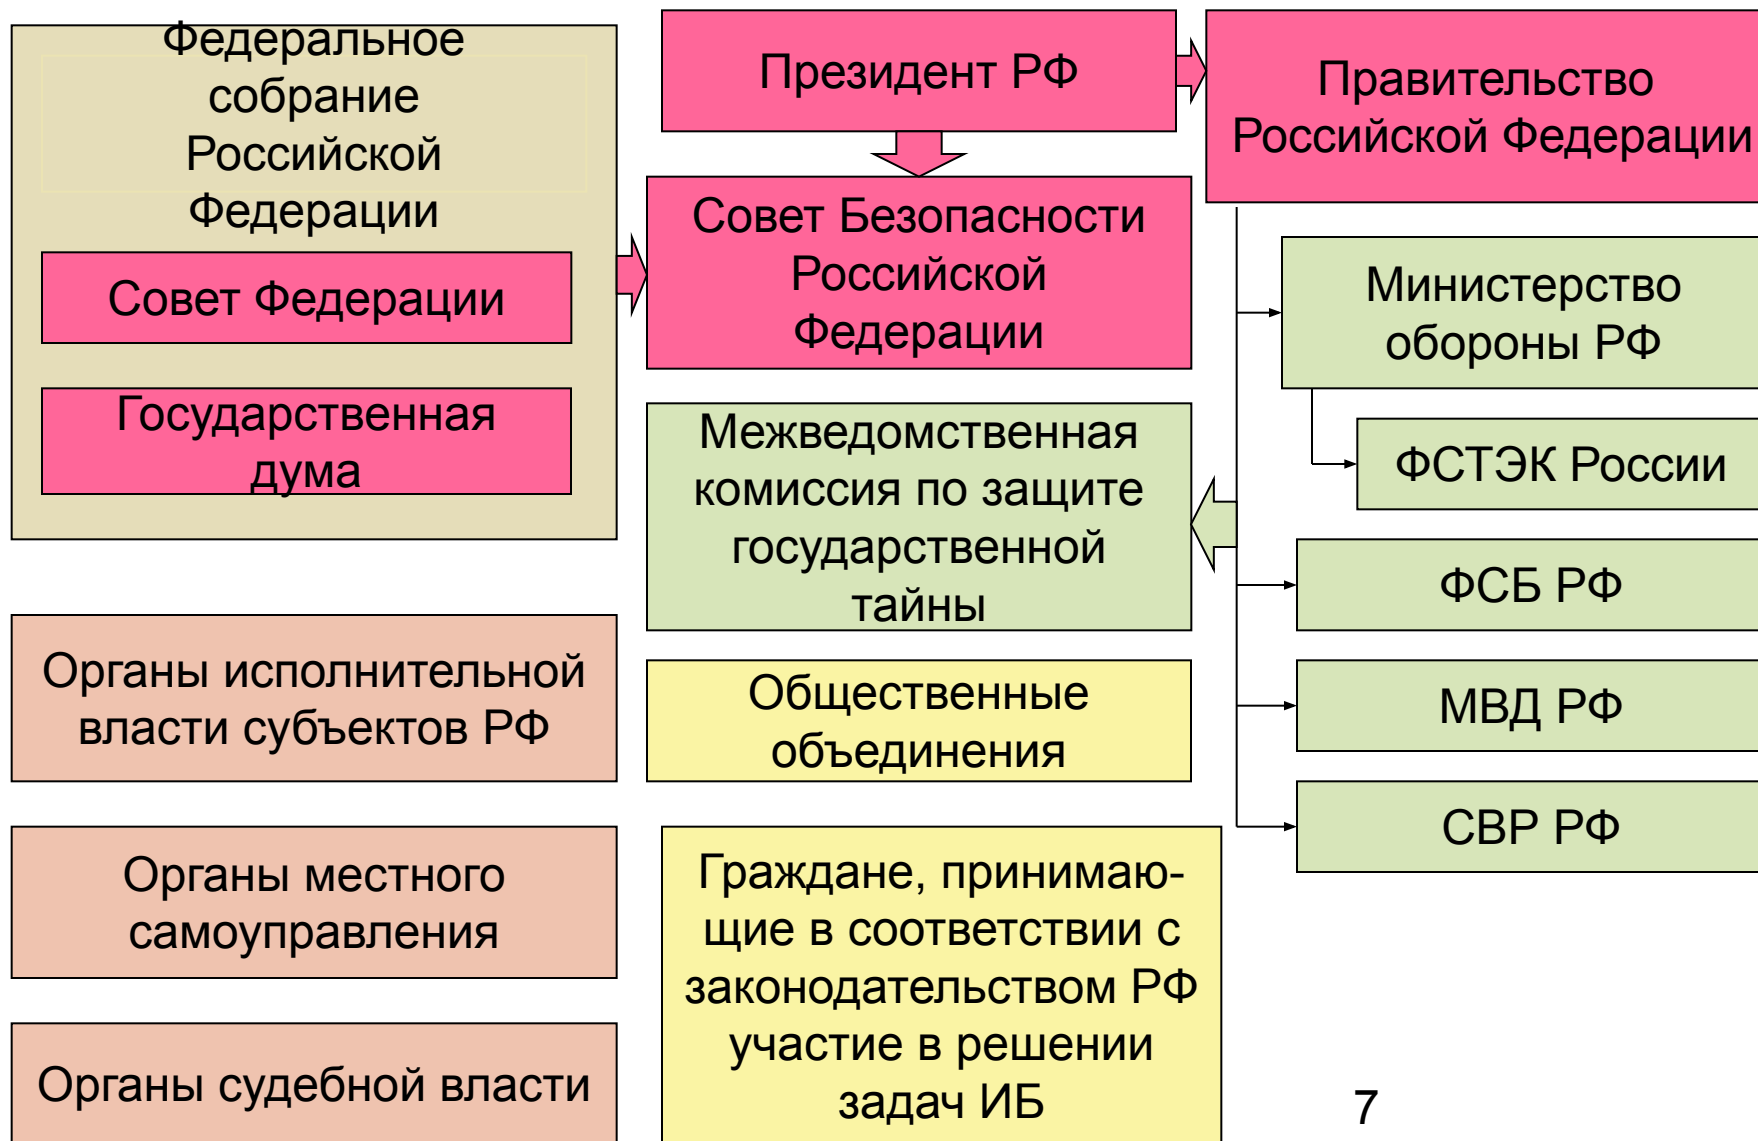 Федеральное
собрание
Российской
Федерации
Совет Федерации
Государственная
дума
Президент РФ
Правительство
Российской Федерации
Совет Безопасности
Российской
Федерации
Министерство
обороны РФ
ФСТЭК России
Межведомственная
комиссия по защите
государственной
тайны
ФСБ РФ
МВД РФ
СВР РФ
Органы исполнительной
власти субъектов РФ
Общественные
объединения
Органы местного
самоуправления
Граждане, принимаю-
щие в соответствии с
законодательством РФ
участие в решении
задач ИБ
Органы судебной власти
7